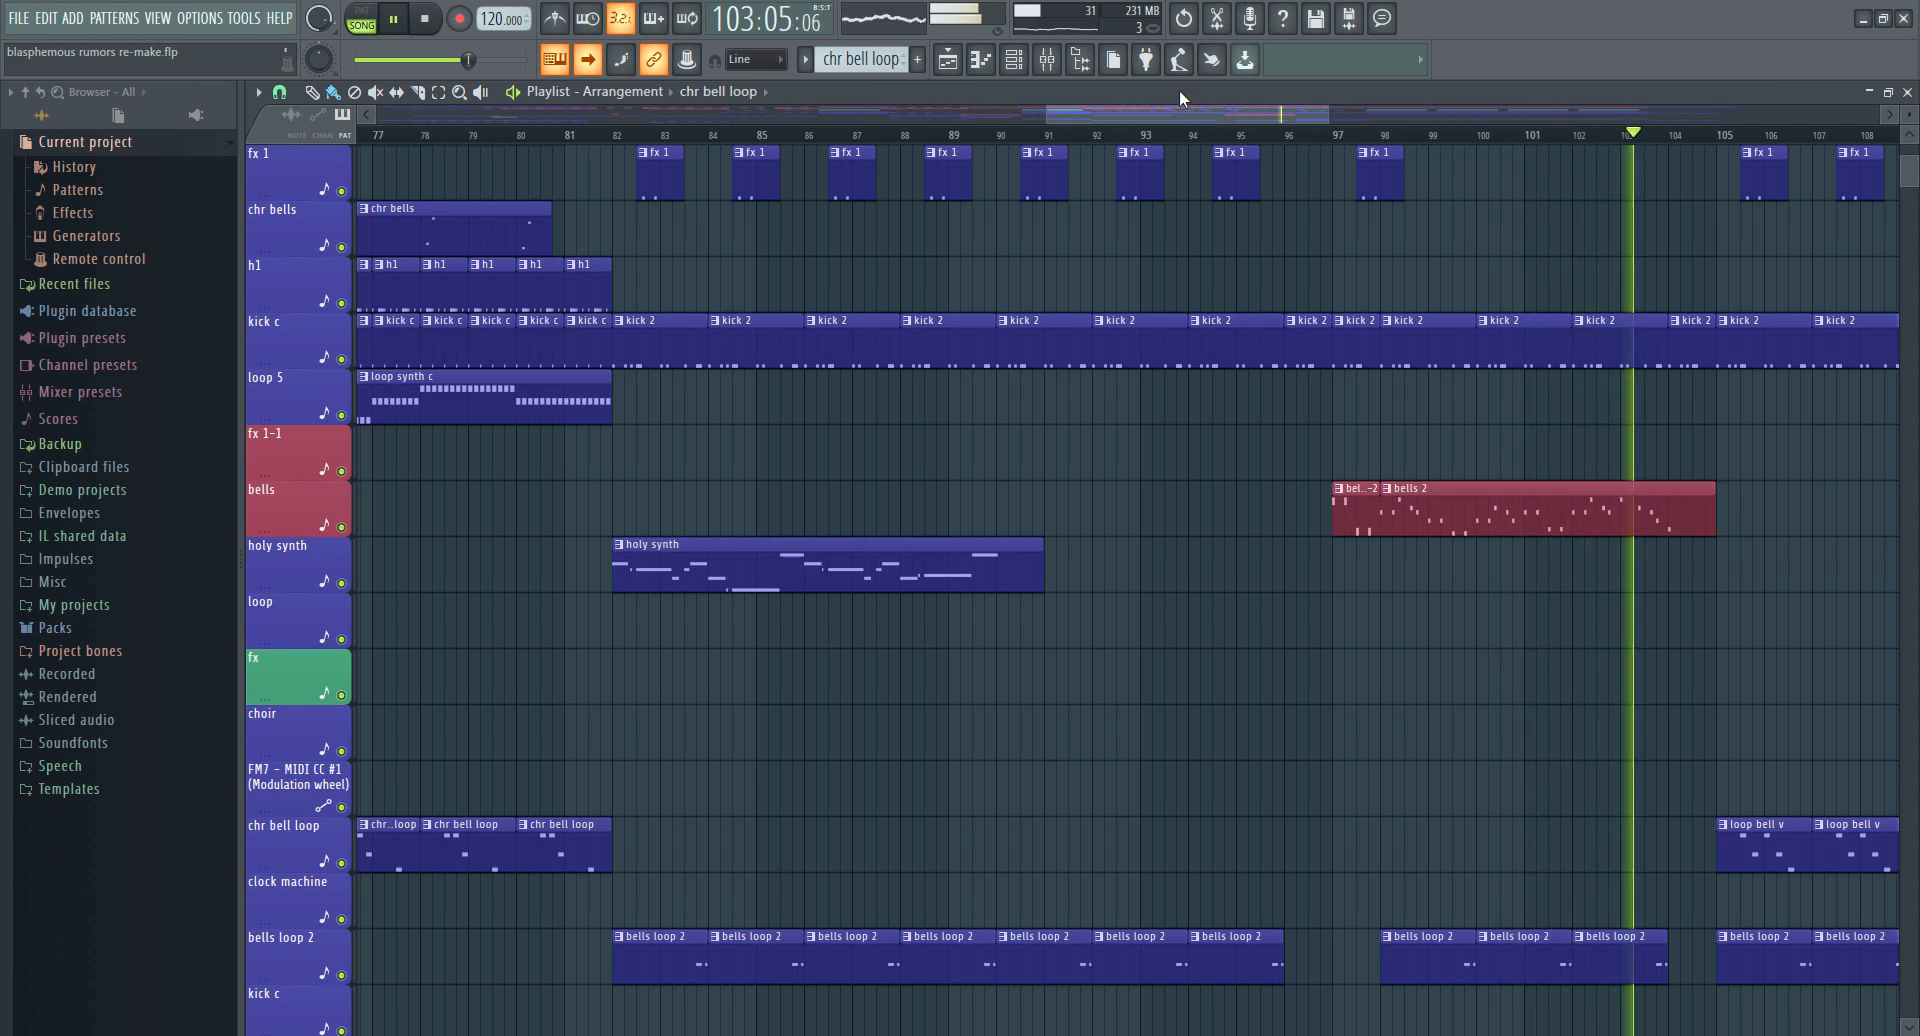 FILE EDIT ADD PATTERNS VIEW OPTIONS TOOLS HELP
PAT
SONG
120.000
3.2.
103:05:06
B:S:T
31
231 MB
3
blasphemous rumors re-make.flp
Line
chr bell loop
Browser - All
Playlist - Arrangement
chr bell loop
NOTE CHAN PAT
77 78 79 80 81 82 83 84 85 86 87 88 89 90 91 92 93 94 95 96 97 98 99 100 101 102 104 105 106 107 108
Current project
History
Patterns
Effects
Generators
Remote control
Recent files
Plugin database
Plugin presets
Channel presets
Mixer presets
Scores
Backup
Clipboard files
Demo projects
Envelopes
IL shared data
Impulses
Misc
My projects
Packs
Project bones
Recorded
Rendered
Sliced audio
Soundfonts
Speech
Templates
fx 1
fx 1 fx 1 fx 1 fx 1 fx 1 fx 1 fx 1 fx 1 fx 1 fx 1
chr bells
chr bells
h1
h1 h1 h1 h1 h1
kick c
kick c kick c kick c kick c kick c kick 2 kick 2 kick 2 kick 2 kick 2 kick 2 kick 2 kick 2 kick 2 kick 2 kick 2 kick 2 kick 2 kick 2 kick 2
loop 5
loop synth c
fx 1-1
bells
bel..-2 bells 2
holy synth
holy synth
loop
fx
choir
FM7 - MIDI CC #1
(Modulation wheel)
chr bell loop
chr..loop chr bell loop chr bell loop loop bell v loop bell v
clock machine
bells loop 2
bells loop 2 bells loop 2 bells loop 2 bells loop 2 bells loop 2 bells loop 2 bells loop 2 bells loop 2 bells loop 2 bells loop 2 bells loop 2 bells loop 2
kick c